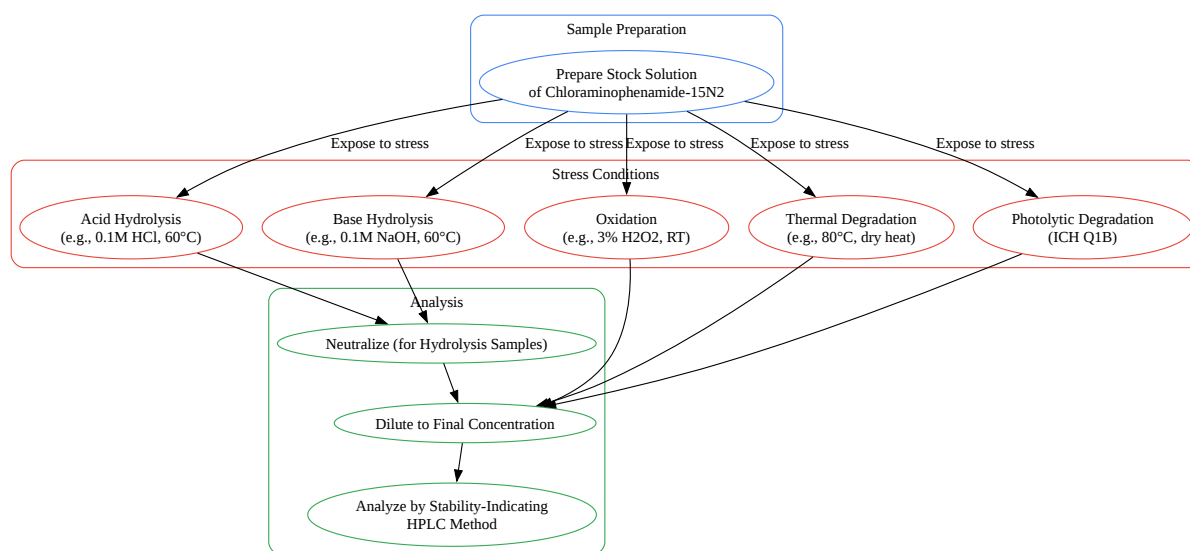 Sample Preparation
Prepare Stock Solution
of Chloraminophenamide-15N2
Expose to stress
Expose to stress
Expose to stress
Expose to stress
Expose to stress
Stress Conditions
Acid Hydrolysis
(e.g., 0.1M HCl, 60°C)
Base Hydrolysis
(e.g., 0.1M NaOH, 60°C)
Oxidation
(e.g., 3% H2O2, RT)
Thermal Degradation
(e.g., 80°C, dry heat)
Photolytic Degradation
(ICH Q1B)
Analysis
Neutralize (for Hydrolysis Samples)
Dilute to Final Concentration
Analyze by Stability-Indicating
HPLC Method